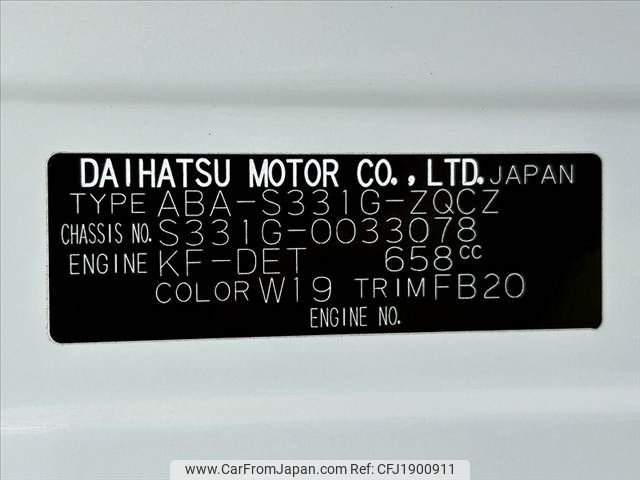 DAIHATSU MOTOR CO., LTD. JAPAN
TYPE ABA-S331G-ZQCZ
CHASSIS NO. S331G-0033078
ENGINE KF-DET 658cc
COLOR W19 TRIM FB20
ENGINE NO.
www.CarFromJapan.com CFJ1900911